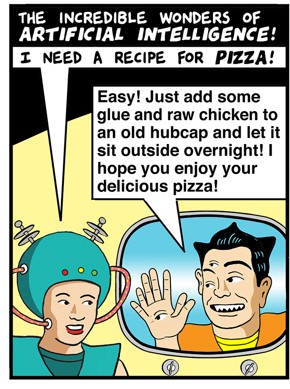 THE INCREDIBLE WONDERS OF
ARTIFICIAL INTELLIGENCE!
I NEED A RECIPE FOR PIZZA!
Easy! Just add some
glue and raw chicken to
an old hubcap and let it
sit outside overnight! I
hope you enjoy your
delicious pizza!